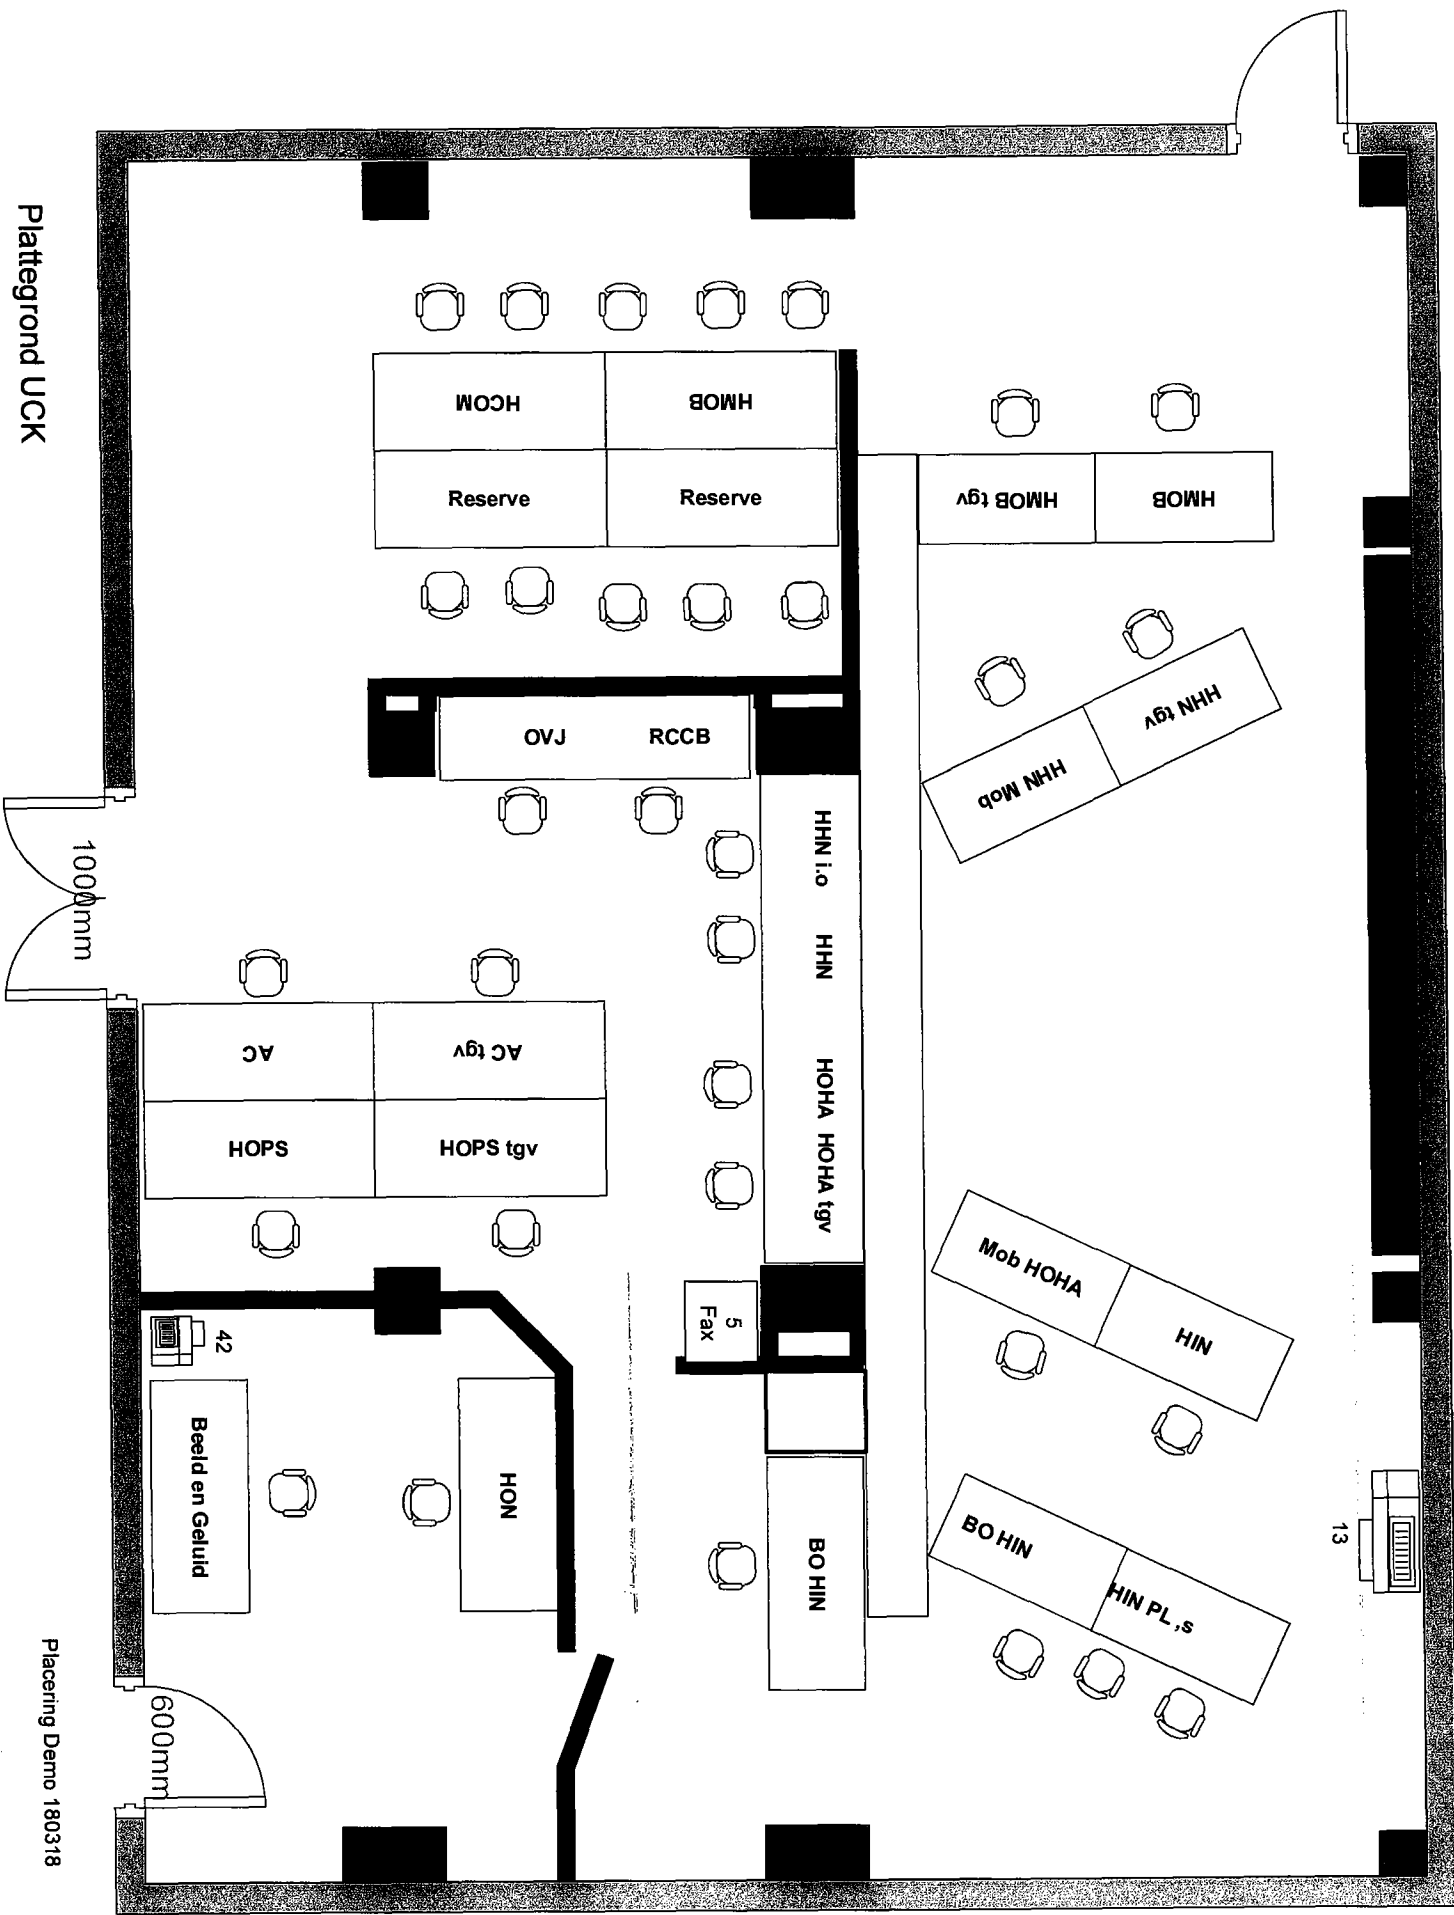 Plattegrond UCK
HCOM
HMOB
Reserve
Reserve
HMOB tgv
HMOB
HHN Mob
HHN tgv
OVJ
RCCB
HHN i.o
HHN
HOHA
HOHA tgv
1000mm
AC
AC tgv
HOPS
HOPS tgv
Mob HOHA
HIN
5
Fax
42
Beeld en Geluid
HON
BO HIN
BO HIN
HIN PL,s
13
600mm
Placering Demo 180318